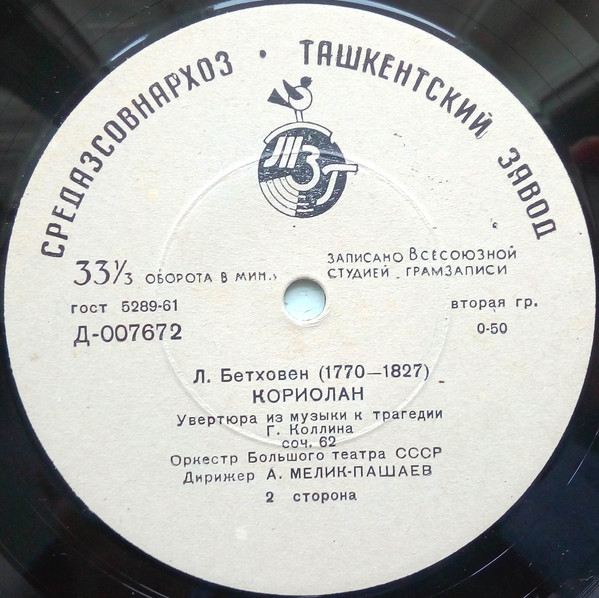 СРЕДАЗСОВНАРХОЗ · ТАШКЕНТСКИЙ ЗАВОД
ТЗГ
33⅓ ОБОРОТА В МИН.
ЗАПИСАНО ВСЕСОЮЗНОЙ
СТУДИЕЙ ГРАМЗАПИСИ
гост 5289-61
вторая гр.
Д-007672
0-50
Л. Бетховен (1770—1827)
КОРИОЛАН
Увертюра из музыки к трагедии
Г. Коллина
соч. 62
Оркестр Большого театра СССР
Дирижер А. МЕЛИК-ПАШАЕВ
2 сторона